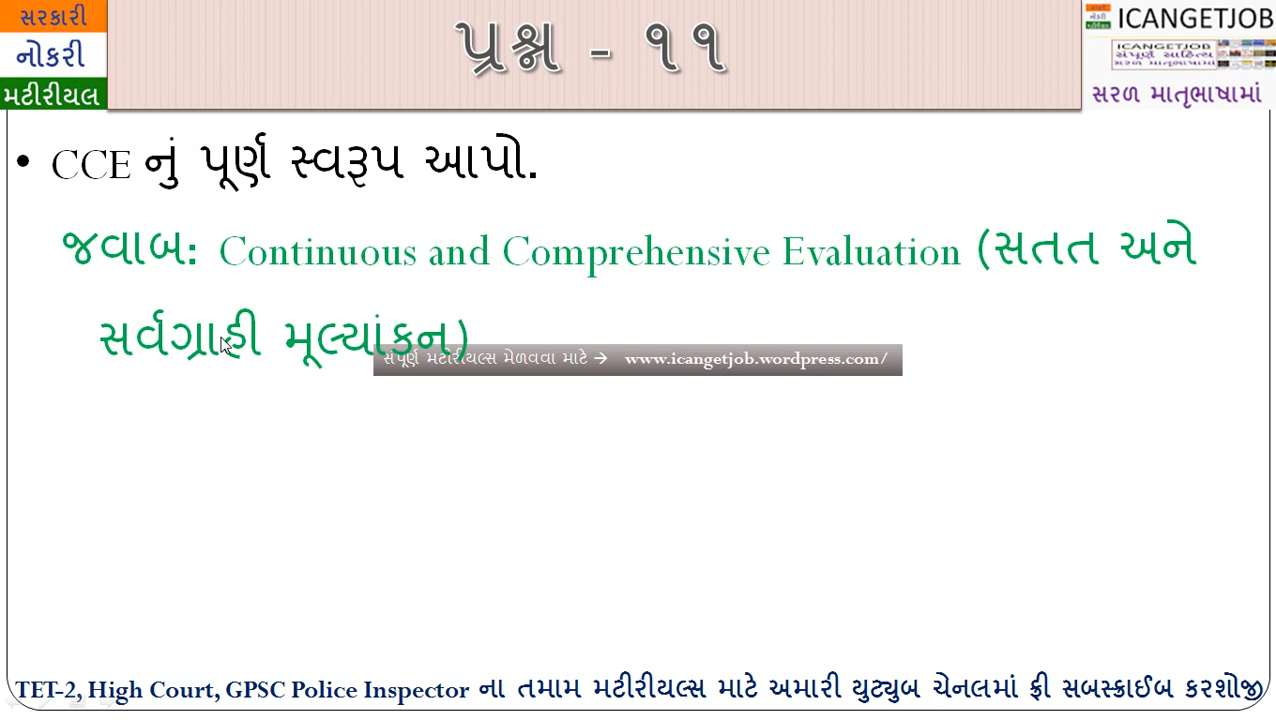 સરકારી
નોકરી
મટીરીયલ
પ્રશ્ન - ૧૧
ICANGETJOB
ICANGETJOB
સંપૂર્ણ સાહિત્ય
સરળ માતૃભાષામાં
સરળ માતૃભાષામાં
• CCE નું પૂર્ણ સ્વરૂપ આપો.
જવાબ: Continuous and Comprehensive Evaluation (સતત અને
સર્વગ્રાહી મૂલ્યાંકન)
સંપૂર્ણ મટીરીયલ્સ મેળવવા માટે → www.icangetjob.wordpress.com/
TET-2, High Court, GPSC Police Inspector ના તમામ મટીરીયલ્સ માટે અમારી યુટ્યુબ ચેનલમાં ફ્રી સબસ્ક્રાઈબ કરશોજી